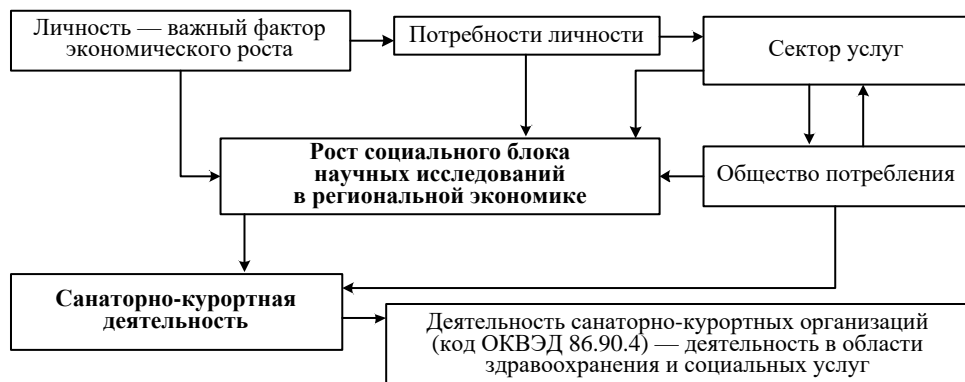 Личность — важный фактор
экономического роста
Потребности личности
Сектор услуг
Рост социального блока
научных исследований
в региональной экономике
Общество потребления
Санаторно-курортная
деятельность
Деятельность санаторно-курортных организаций
(код ОКВЭД 86.90.4) — деятельность в области
здравоохранения и социальных услуг